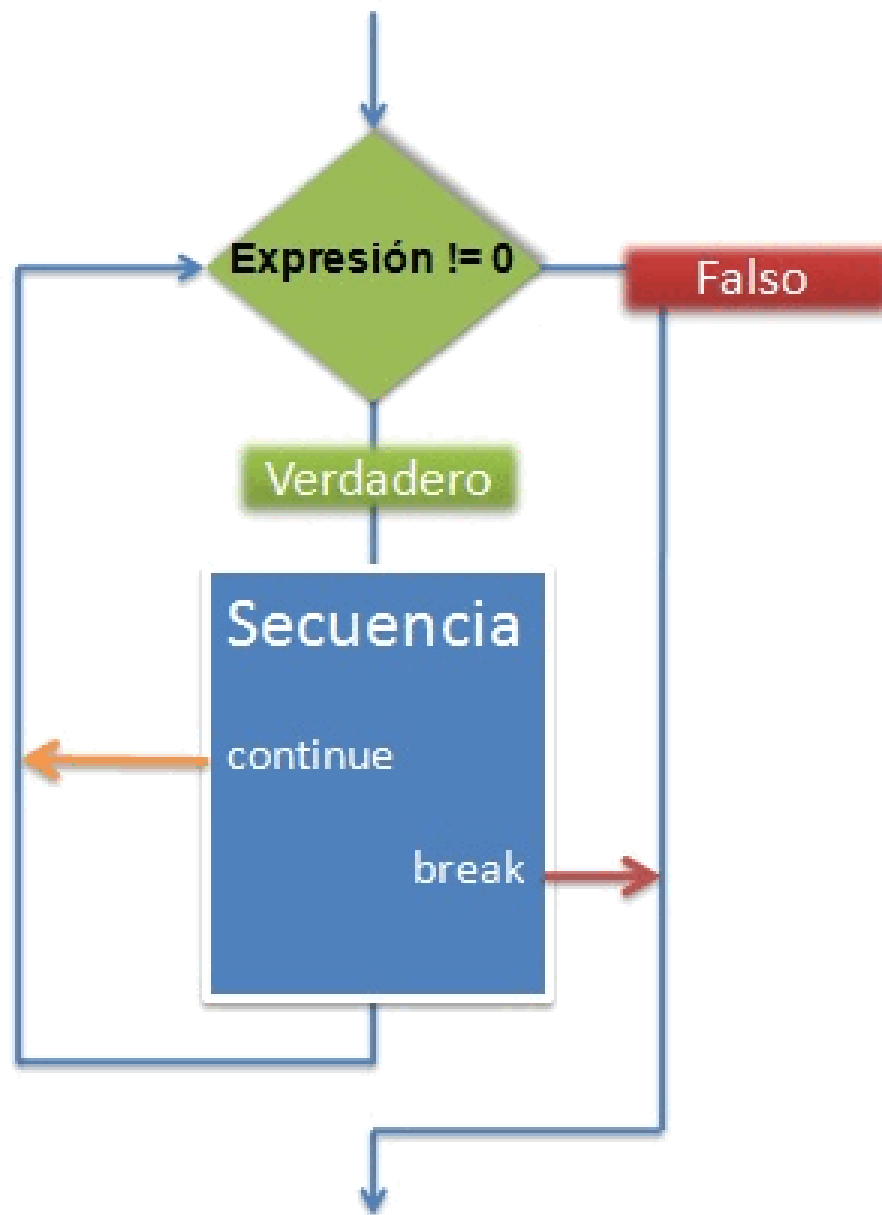 Expresión != 0
Falso
Verdadero
Secuencia
continue
break